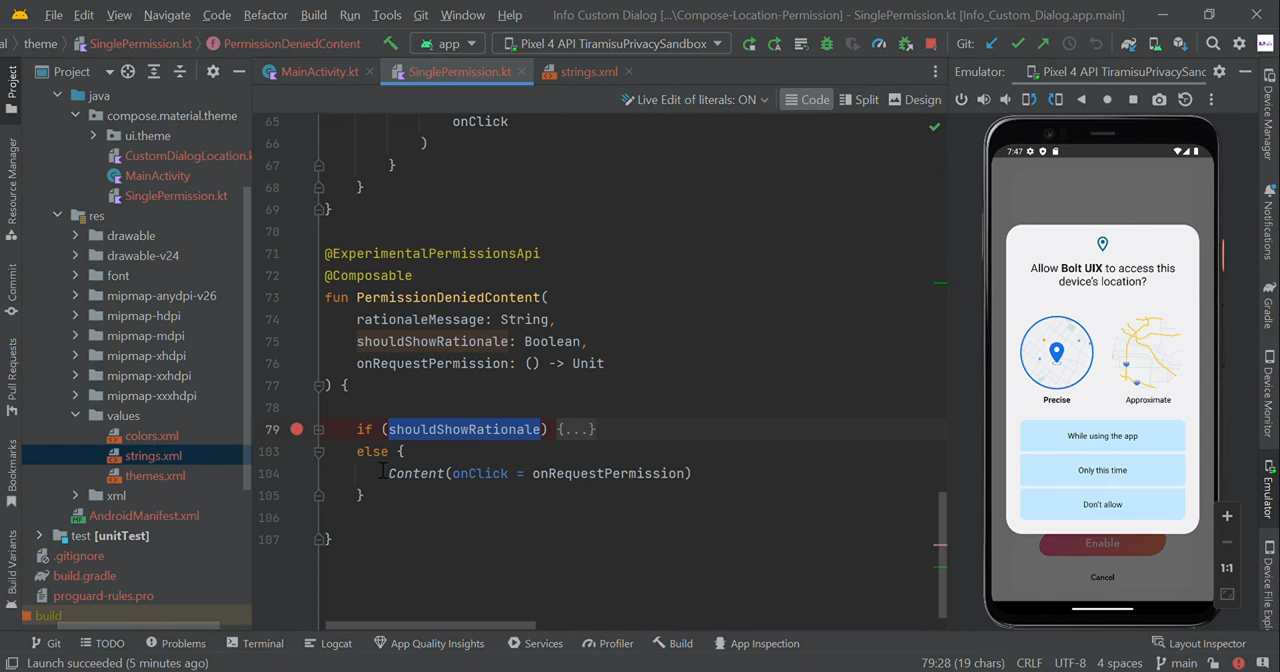 File Edit View Navigate Code Refactor Build Run Tools Git Window Help Info Custom Dialog [...\Compose-Location-Permission] - SinglePermission.kt [Info_Custom_Dialog.app.main]
al theme SinglePermission.kt PermissionDeniedContent app Pixel 4 API TiramisuPrivacySandbox Git:
Project MainActivity.kt SinglePermission.kt strings.xml Emulator: Pixel 4 API TiramisuPrivacySanc
Live Edit of literals: ON Code Split Design
Project
Resource Manager
Commit
Pull Requests
Bookmarks
Structure
Build Variants
java
compose.material.theme
ui.theme
CustomDialogLocation.k
MainActivity
SinglePermission.kt
res
drawable
drawable-v24
font
mipmap-anydpi-v26
mipmap-hdpi
mipmap-mdpi
mipmap-xhdpi
mipmap-xxhdpi
mipmap-xxxhdpi
values
colors.xml
strings.xml
themes.xml
xml
AndroidManifest.xml
test [unitTest]
.gitignore
build.gradle
proguard-rules.pro
build
65 onClick
66 )
67 }
68 }
69 }
70
71 @ExperimentalPermissionsApi
72 @Composable
73 fun PermissionDeniedContent(
74 rationaleMessage: String,
75 shouldShowRationale: Boolean,
76 onRequestPermission: () -> Unit
77 ) {
78
79 if (shouldShowRationale) {...}
103 else {
104 Content(onClick = onRequestPermission)
105 }
106
107 }
7:47
Allow Bolt UIX to access this
device's location?
Precise Approximate
While using the app
Only this time
Don't allow
Enable
Cancel
1:1
Device Manager
Notifications
Gradle
Device Monitor
Emulator
Device File Explo
Git TODO Problems Terminal Logcat App Quality Insights Services Profiler Build App Inspection Layout Inspector
Launch succeeded (5 minutes ago) 79:28 (19 chars) CRLF UTF-8 4 spaces main